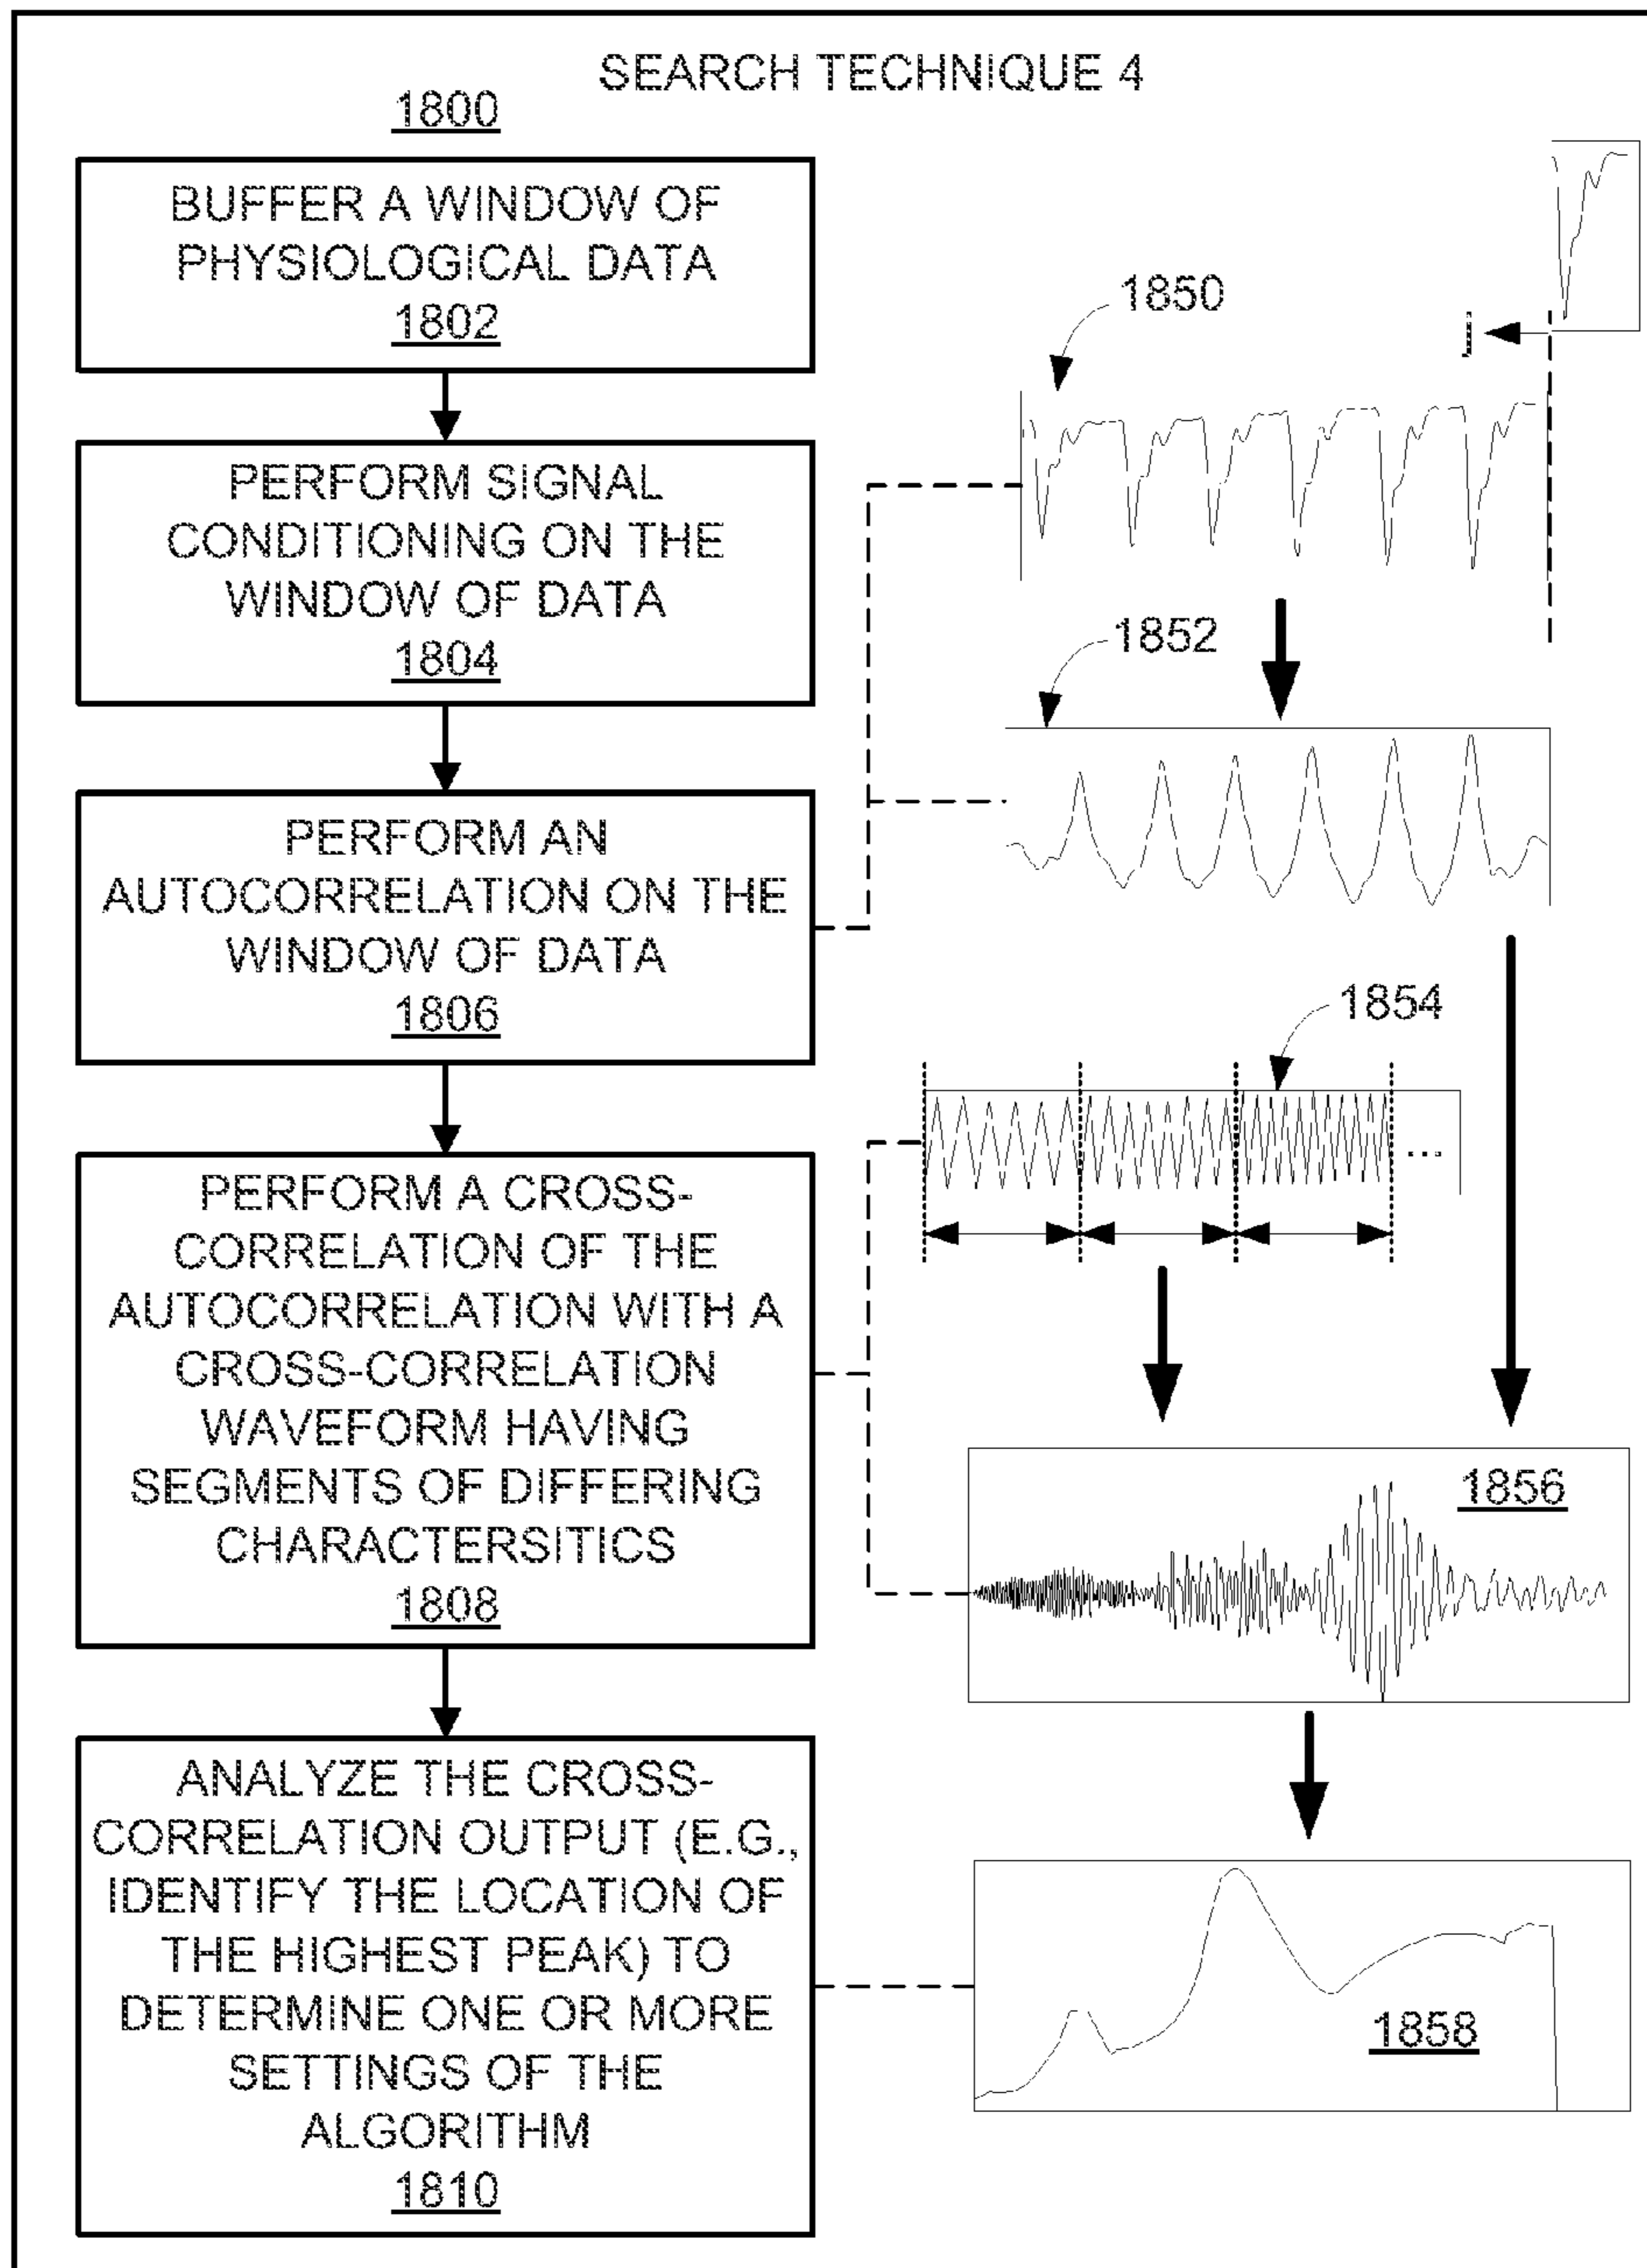 SEARCH TECHNIQUE 4
1800
BUFFER A WINDOW OF
PHYSIOLOGICAL DATA
1802
PERFORM SIGNAL
CONDITIONING ON THE
WINDOW OF DATA
1804
PERFORM AN
AUTOCORRELATION ON THE
WINDOW OF DATA
1806
PERFORM A CROSS-
CORRELATION OF THE
AUTOCORRELATION WITH A
CROSS-CORRELATION
WAVEFORM HAVING
SEGMENTS OF DIFFERING
CHARACTERSITICS
1808
ANALYZE THE CROSS-
CORRELATION OUTPUT (E.G.,
IDENTIFY THE LOCATION OF
THE HIGHEST PEAK) TO
DETERMINE ONE OR MORE
SETTINGS OF THE
ALGORITHM
1810
1850
j
1852
1854
...
1856
1858